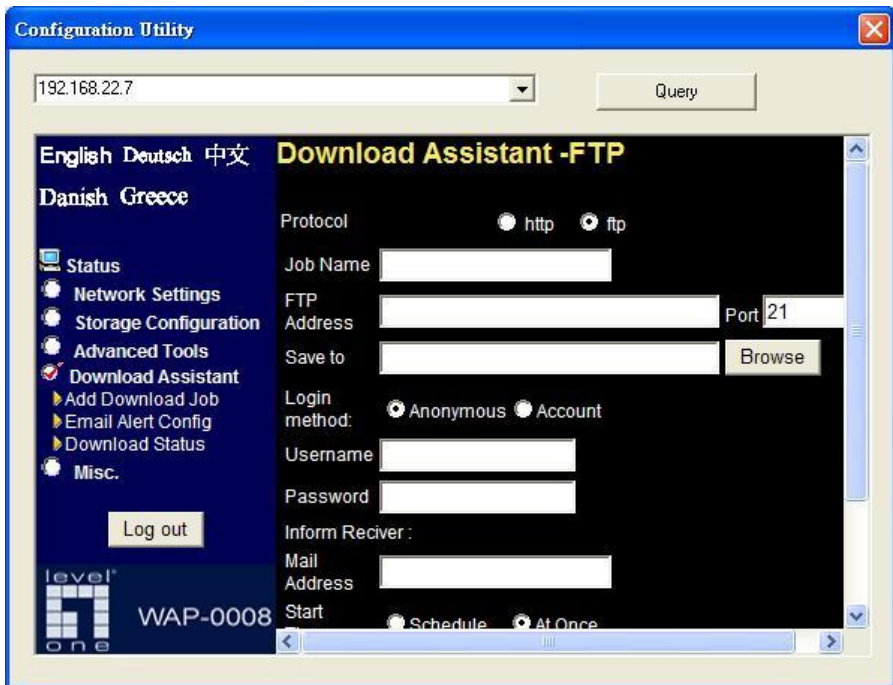 Configuration Utility
192.168.22.7
Query
English Deutsch 中文
Danish Greece
Status
Network Settings
Storage Configuration
Advanced Tools
Download Assistant
Add Download Job
Email Alert Config
Download Status
Misc.
Log out
level
one
WAP-0008
Download Assistant -FTP
Protocol http ftp
Job Name
FTP
Address Port 21
Save to Browse
Login
method: Anonymous Account
Username
Password
Inform Reciver :
Mail
Address
Start
Schedule At Once